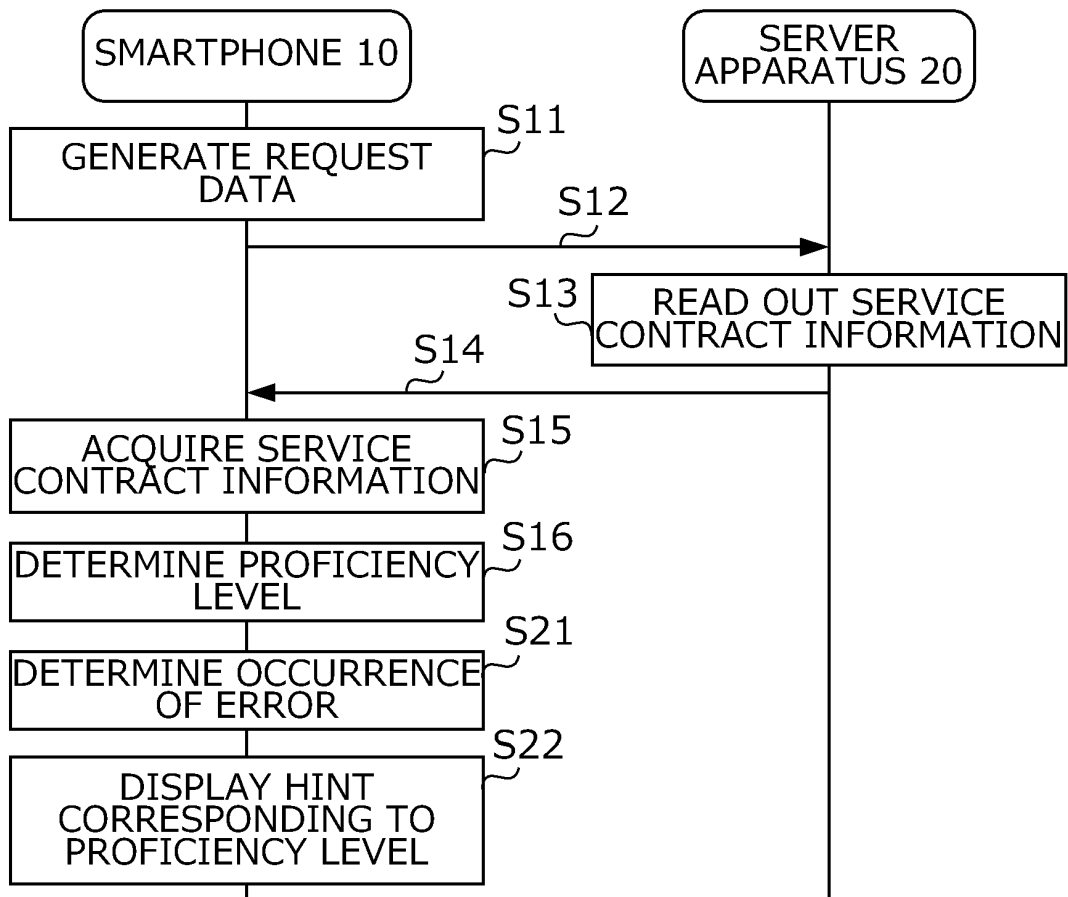 SMARTPHONE 10
SERVER
APPARATUS 20
S11
GENERATE REQUEST
DATA
S12
S13
READ OUT SERVICE
CONTRACT INFORMATION
S14
S15
ACQUIRE SERVICE
CONTRACT INFORMATION
S16
DETERMINE PROFICIENCY
LEVEL
S21
DETERMINE OCCURRENCE
OF ERROR
S22
DISPLAY HINT
CORRESPONDING TO
PROFICIENCY LEVEL